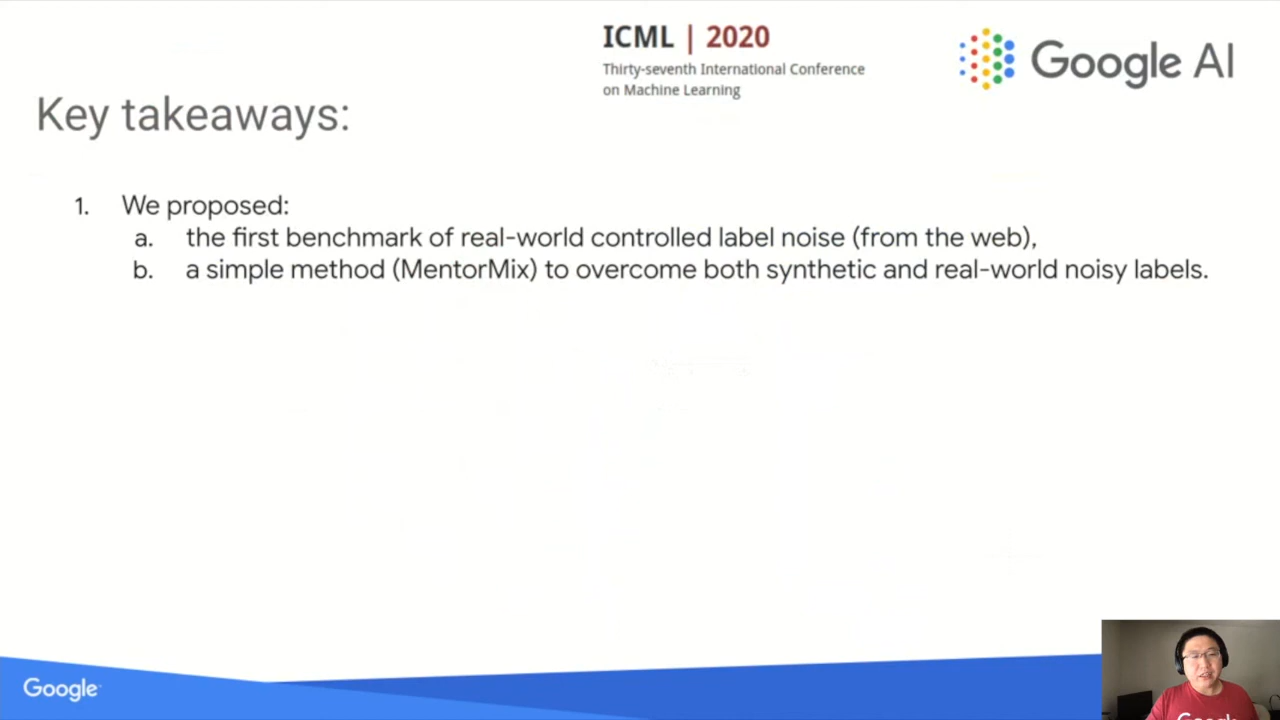 ICML | 2020
Thirty-seventh International Conference
on Machine Learning
Google AI
Key takeaways:
1. We proposed:
a. the first benchmark of real-world controlled label noise (from the web),
b. a simple method (MentorMix) to overcome both synthetic and real-world noisy labels.
Google
Google